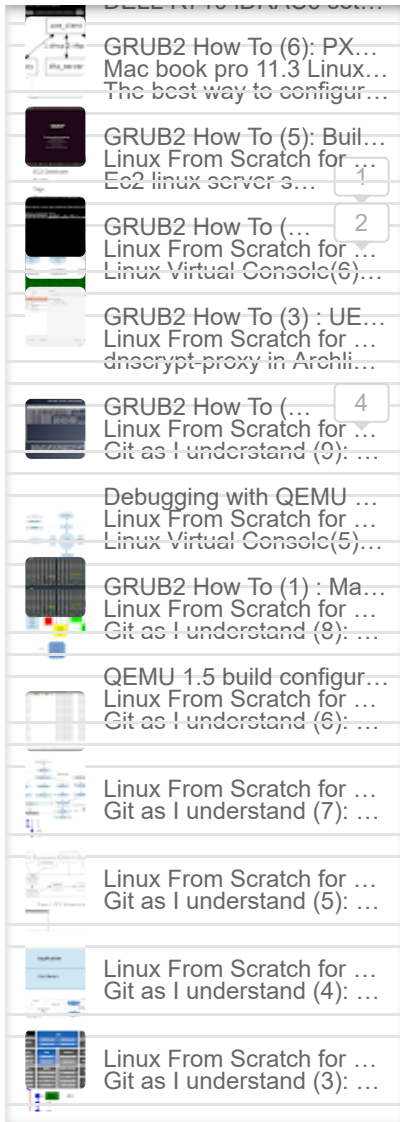 GRUB2 How To (6): PX…
Mac book pro 11.3 Linux…
The best way to configur…
GRUB2 How To (5): Buil…
Linux From Scratch for …
Ec2 linux server s…
1
GRUB2 How To (…
2
Linux From Scratch for …
Linux Virtual Console(6)…
GRUB2 How To (3) : UE…
Linux From Scratch for …
dnscrypt-proxy in Archli…
GRUB2 How To (…
4
Linux From Scratch for …
Git as I understand (9): …
Debugging with QEMU …
Linux From Scratch for …
Linux Virtual Console(5)…
GRUB2 How To (1) : Ma…
Linux From Scratch for …
Git as I understand (8): …
QEMU 1.5 build configur…
Linux From Scratch for …
Git as I understand (6): …
Linux From Scratch for …
Git as I understand (7): …
Linux From Scratch for …
Git as I understand (5): …
Linux From Scratch for …
Git as I understand (4): …
Linux From Scratch for …
Git as I understand (3): …